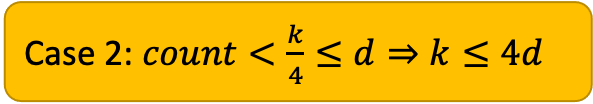 Case 2: count < k/4 ≤ d ⇒ k ≤ 4d